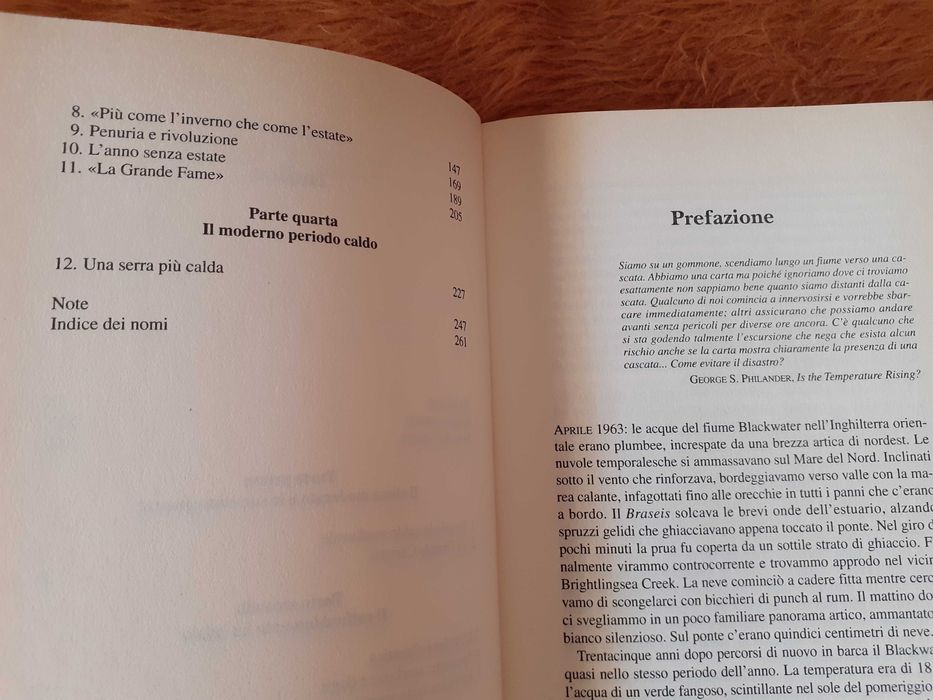 8. «Più come l'inverno che come l'estate» 147
9. Penuria e rivoluzione 169
10. L'anno senza estate 189
11. «La Grande Fame» 205
Parte quarta
Il moderno periodo caldo
12. Una serra più calda 227
Note 247
Indice dei nomi 261
Prefazione
Siamo su un gommone, scendiamo lungo un fiume verso una ca-
scata. Abbiamo una carta ma poiché ignoriamo dove ci troviamo
esattamente non sappiamo bene quanto siamo distanti dalla ca-
scata. Qualcuno di noi comincia a innervosirsi e vorrebbe sbar-
care immediatamente; altri assicurano che possiamo andare
avanti senza pericoli per diverse ore ancora. C'è qualcuno che
si sta godendo talmente l'escursione che nega che esista alcun
rischio anche se la carta mostra chiaramente la presenza di una
cascata... Come evitare il disastro?
GEORGE S. PHILANDER, Is the Temperature Rising?
APRILE 1963: le acque del fiume Blackwater nell'Inghilterra orien-
tale erano plumbee, increspate da una brezza artica di nordest. Le
nuvole temporalesche si ammassavano sul Mare del Nord. Inclinati
sotto il vento che rinforzava, bordeggiavamo verso valle con la ma-
rea calante, infagottati fino alle orecchie in tutti i panni che c'erano
a bordo. Il Braseis solcava le brevi onde dell'estuario, alzando
spruzzi gelidi che ghiacciavano appena toccato il ponte. Nel giro d
pochi minuti la prua fu coperta da un sottile strato di ghiaccio. F
nalmente virammo controcorrente e trovammo approdo nel vicin
Brightlingsea Creek. La neve cominciò a cadere fitta mentre cerc
vamo di scongelarci con bicchieri di punch al rum. Il mattino do
ci svegliammo in un poco familiare panorama artico, ammantato
bianco silenzioso. Sul ponte c'erano quindici centimetri di neve.
Trentacinque anni dopo percorsi di nuovo in barca il Blackwa
quasi nello stesso periodo dell'anno. La temperatura era di 18
l'acqua di un verde fangoso, scintillante nel sole del pomeriggio